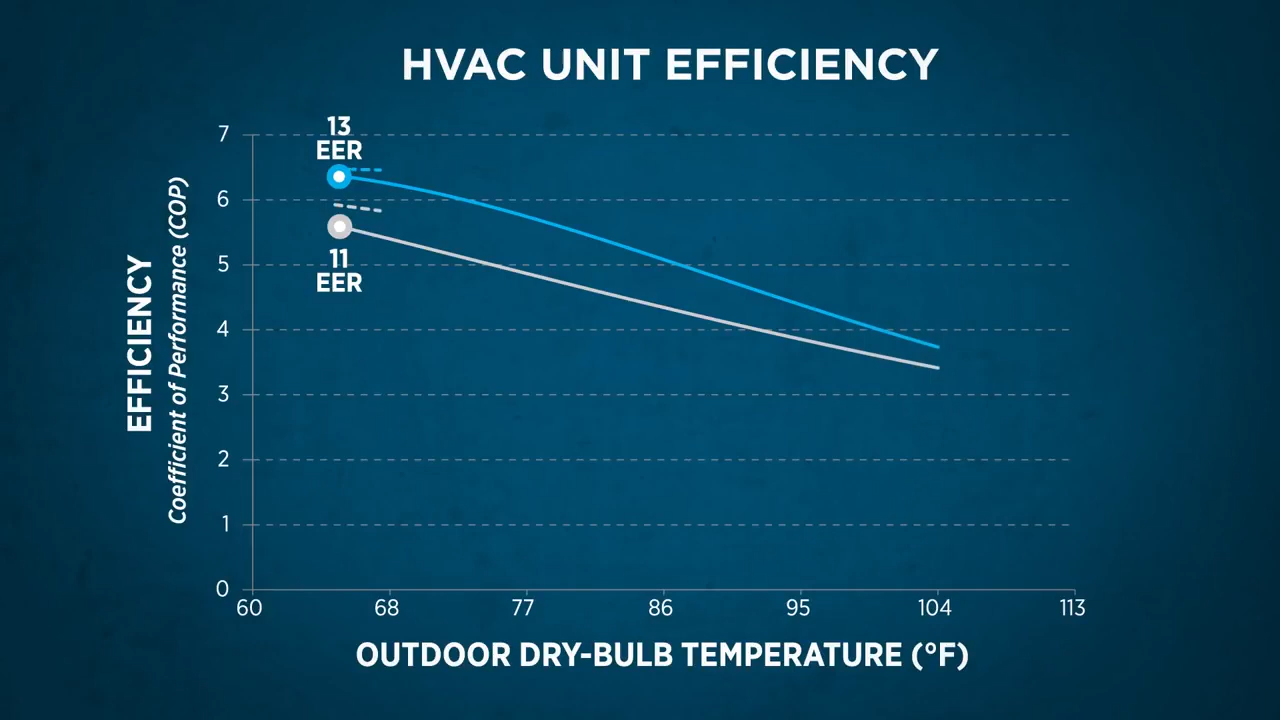 HVAC UNIT EFFICIENCY
13
EER
11
EER
EFFICIENCY
Coefficient of Performance (COP)
7
6
5
4
3
2
1
0
60 68 77 86 95 104 113
OUTDOOR DRY-BULB TEMPERATURE (°F)